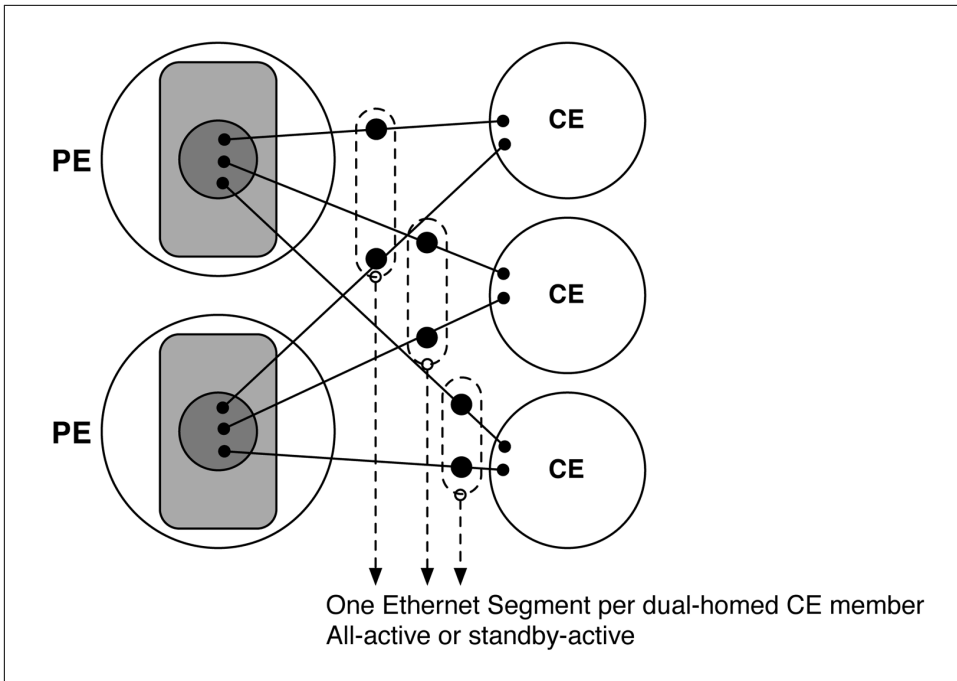 PE
CE
CE
PE
CE
One Ethernet Segment per dual-homed CE member
All-active or standby-active